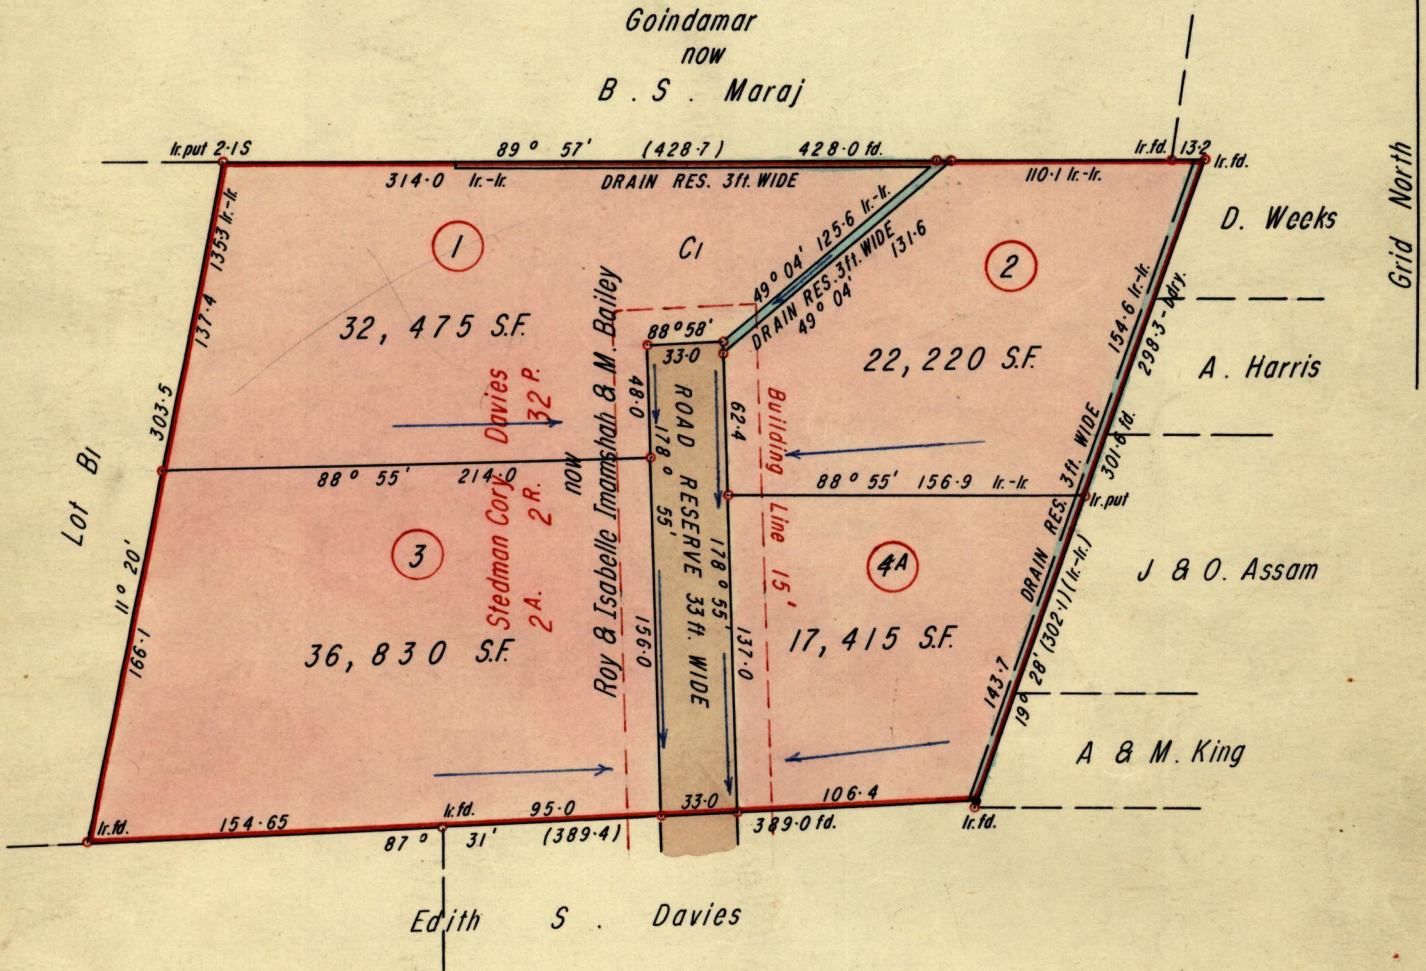 Goindamar
now
B . S . Maraj
Ir.put 2·1S
89° 57' (428·7) 428·0 fd.
Ir.fd. 13·2
Ir.fd.
314·0 Ir.-Ir.
DRAIN RES. 3ft. WIDE
110·1 Ir.-Ir.
Grid North
135·3 Ir.-Ir.
137·4
1
C1
49° 04' 125·6 Ir.-Ir.
DRAIN RES. 3ft. WIDE 131·6
49° 04'
2
D. Weeks
32,475 S.F.
88°58'
33·0
22,220 S.F.
154·6 Ir.-Ir.
298·3-bdry.
A. Harris
303·5
48·0
62·4
301·6 fd.
Lot B1
88° 55' 214·0
Stedman Cory Davies
2A. 2R. 32P.
now
Roy & Isabelle Imamshah & M. Bailey
178° 55'
ROAD RESERVE 33ft. WIDE
178° 55'
Building Line 15'
88° 55' 156·9 Ir.-Ir.
Ir.put
DRAIN RES. 3ft. WIDE
3
4A
J & O. Assam
11° 20'
166·1
36,830 S.F.
156·0
137·0
17,415 S.F.
143·7
19° 28' (302·1) (Ir.-Ir.)
A & M. King
Ir.fd.
154·65
Ir.fd.
95·0
33·0
106·4
Ir.fd.
87° 31' (389·4)
389·0 fd.
Edith S . Davies